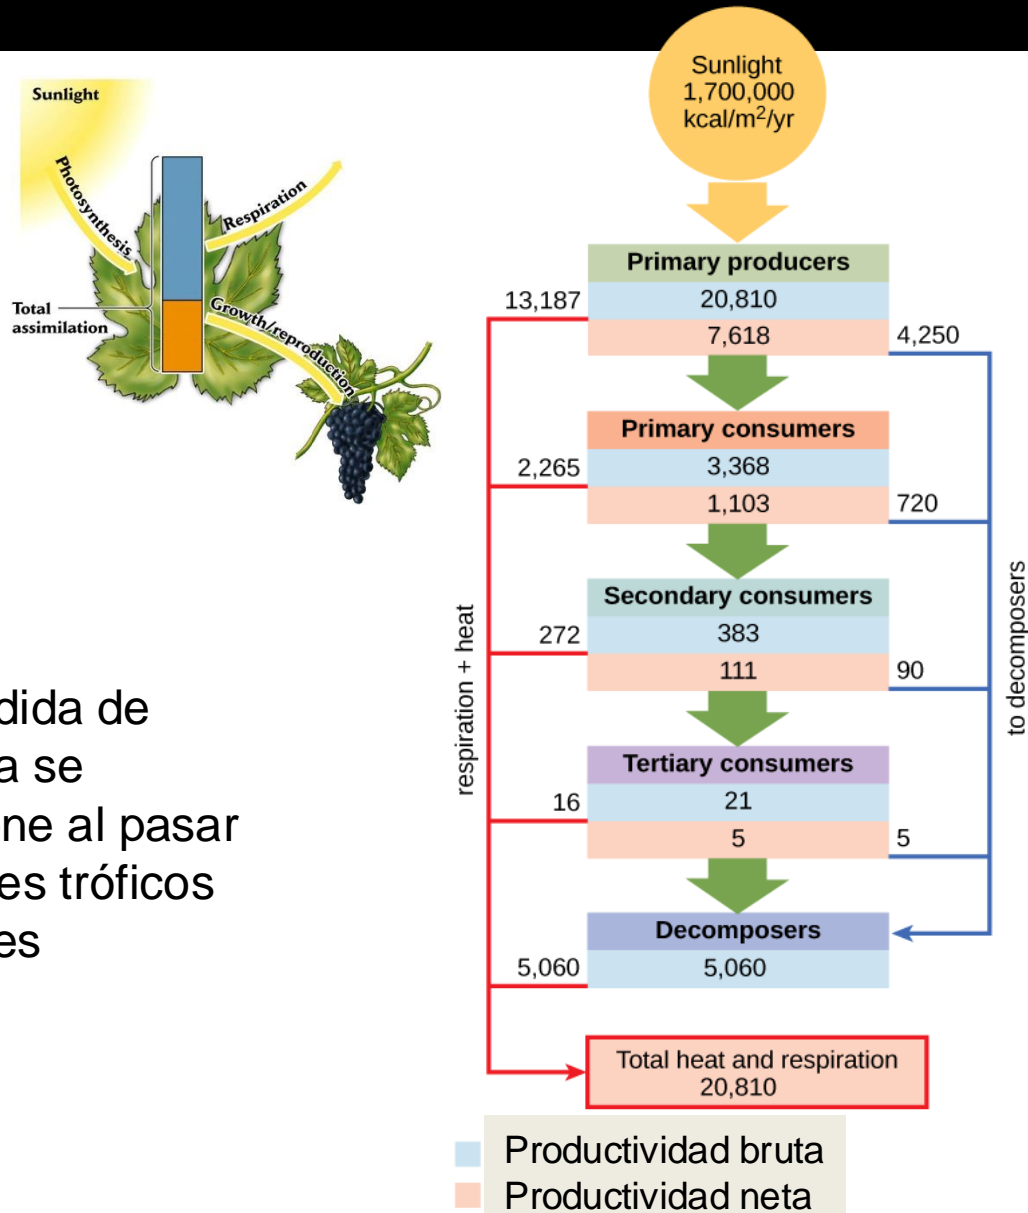 Sunlight
Photosynthesis
Respiration
Total
assimilation
Growth/reproduction
dida de
a se
ne al pasar
es tróficos
es
Sunlight
1,700,000
kcal/m²/yr
Primary producers
13,187
20,810
7,618
4,250
Primary consumers
2,265
3,368
1,103
720
Secondary consumers
272
383
111
90
Tertiary consumers
16
21
5
5
Decomposers
5,060
5,060
respiration + heat
to decomposers
Total heat and respiration
20,810
Productividad bruta
Productividad neta